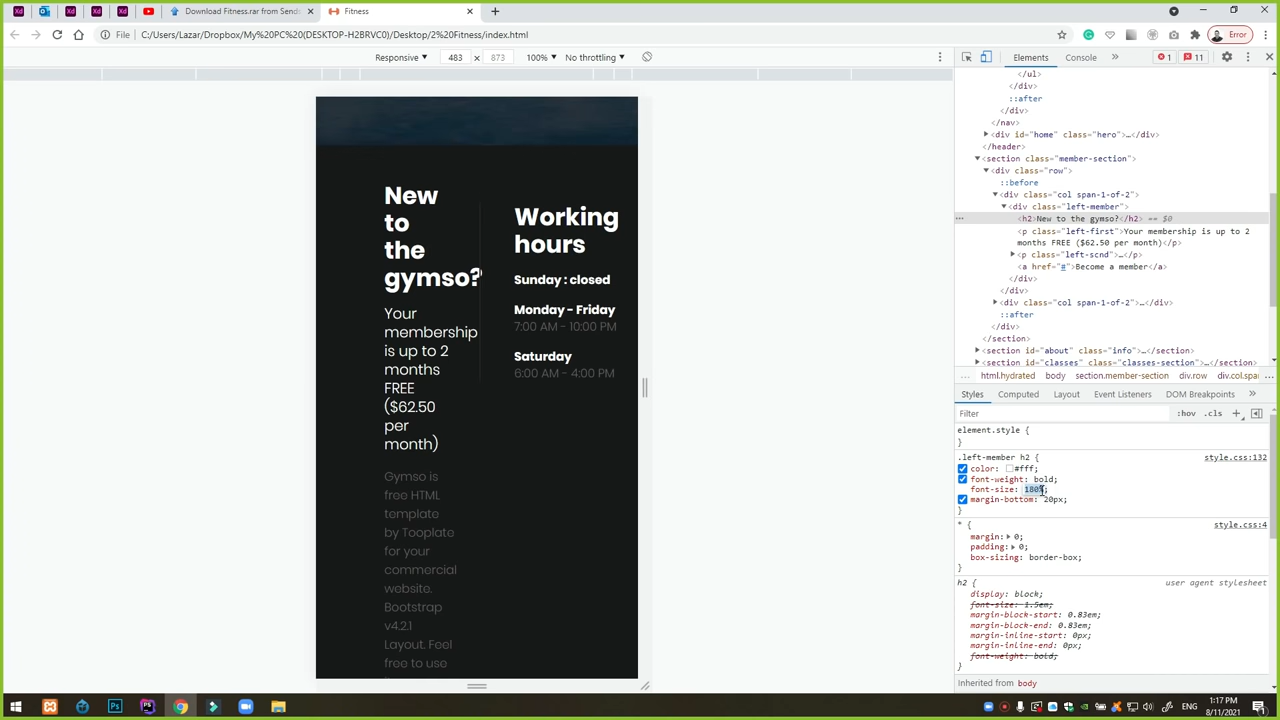 Download Fitness.rar from Sends
Fitness
File
C:/Users/Lazar/Dropbox/My%20PC%20(DESKTOP-H2BRVC0)/Desktop/2%20Fitness/index.html
Error
Responsive
483
×
873
100%
No throttling
Elements
Console
1
11
</ul>
</div>
::after
</div>
</nav>
<div id="home" class="hero">…</div>
</header>
<section class="member-section">
<div class="row">
::before
<div class="col span-1-of-2">
<div class="left-member">
<h2>New to the gymso?</h2> == $0
<p class="left-first">Your membership is up to 2
months FREE ($62.50 per month)</p>
<p class="left-scnd">…</p>
<a href="#">Become a member</a>
</div>
</div>
<div class="col span-1-of-2">…</div>
::after
</div>
</section>
<section id="about" class="info">…</section>
<section id="classes" class="classes-section">…</section>
…
html.hydrated
body
section.member-section
div.row
div.col.spa
…
Styles
Computed
Layout
Event Listeners
DOM Breakpoints
Filter
:hov
.cls
element.style {
}
.left-member h2 {
style.css:132
color: #fff;
font-weight: bold;
font-size: 180%;
margin-bottom: 20px;
}
* {
style.css:4
margin: 0;
padding: 0;
box-sizing: border-box;
}
h2 {
user agent stylesheet
display: block;
font-size: 1.5em;
margin-block-start: 0.83em;
margin-block-end: 0.83em;
margin-inline-start: 0px;
margin-inline-end: 0px;
font-weight: bold;
}
Inherited from body
New
to
the
gymso?
Your
membership
is up to 2
months
FREE
($62.50
per
month)
Gymso is
free HTML
template
by Tooplate
for your
commercial
website.
Bootstrap
v4.2.1
Layout. Feel
free to use
Working
hours
Sunday : closed
Monday - Friday
7:00 AM - 10:00 PM
Saturday
6:00 AM - 4:00 PM
ENG
1:17 PM
8/11/2021